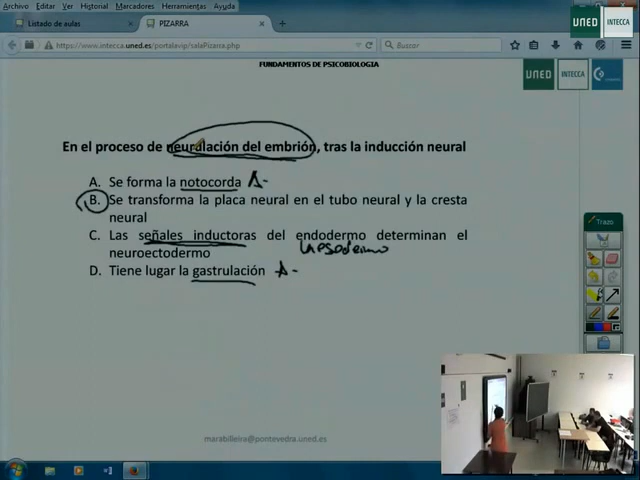 Archivo Editar Ver Historial Marcadores Herramientas Ayuda
Listado de aulas
PIZARRA
https://www.intecca.uned.es/portalavip/salaPizarra.php
Buscar
UNED INTECCA
FUNDAMENTOS DE PSICOBIOLOGIA
UNED INTECCA
En el proceso de neurulación del embrión, tras la inducción neural
A. Se forma la notocorda A-
B. Se transforma la placa neural en el tubo neural y la cresta
neural
C. Las señales inductoras del endodermo determinan el
neuroectodermo
mesodermo
D. Tiene lugar la gastrulación A-
Trazo
marabilleira@pontevedra.uned.es